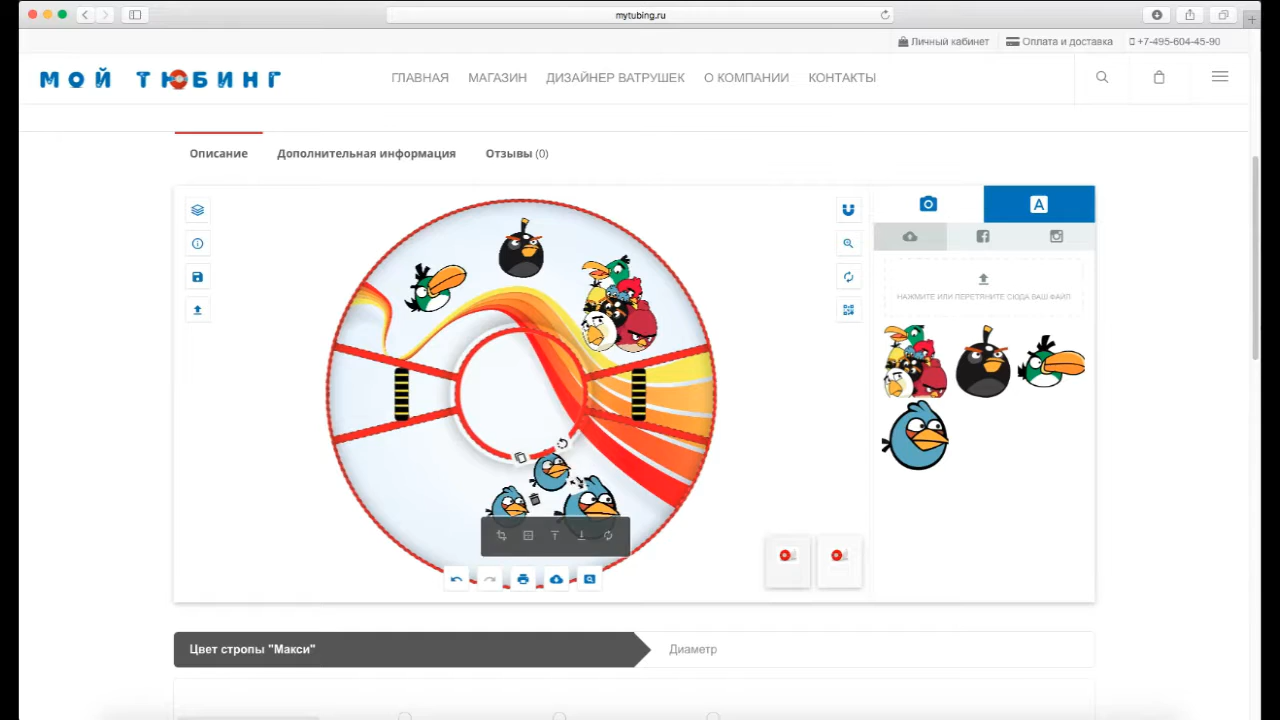 mytubing.ru
Личный кабинет
Оплата и доставка
+7-495-604-45-90
МОЙ ТЮБИНГ
ГЛАВНАЯ
МАГАЗИН
ДИЗАЙНЕР ВАТРУШЕК
О КОМПАНИИ
КОНТАКТЫ
Описание
Дополнительная информация
Отзывы (0)
A
НАЖМИТЕ ИЛИ ПЕРЕТЯНИТЕ СЮДА ВАШ ФАЙЛ
Цвет стропы "Макси"
Диаметр